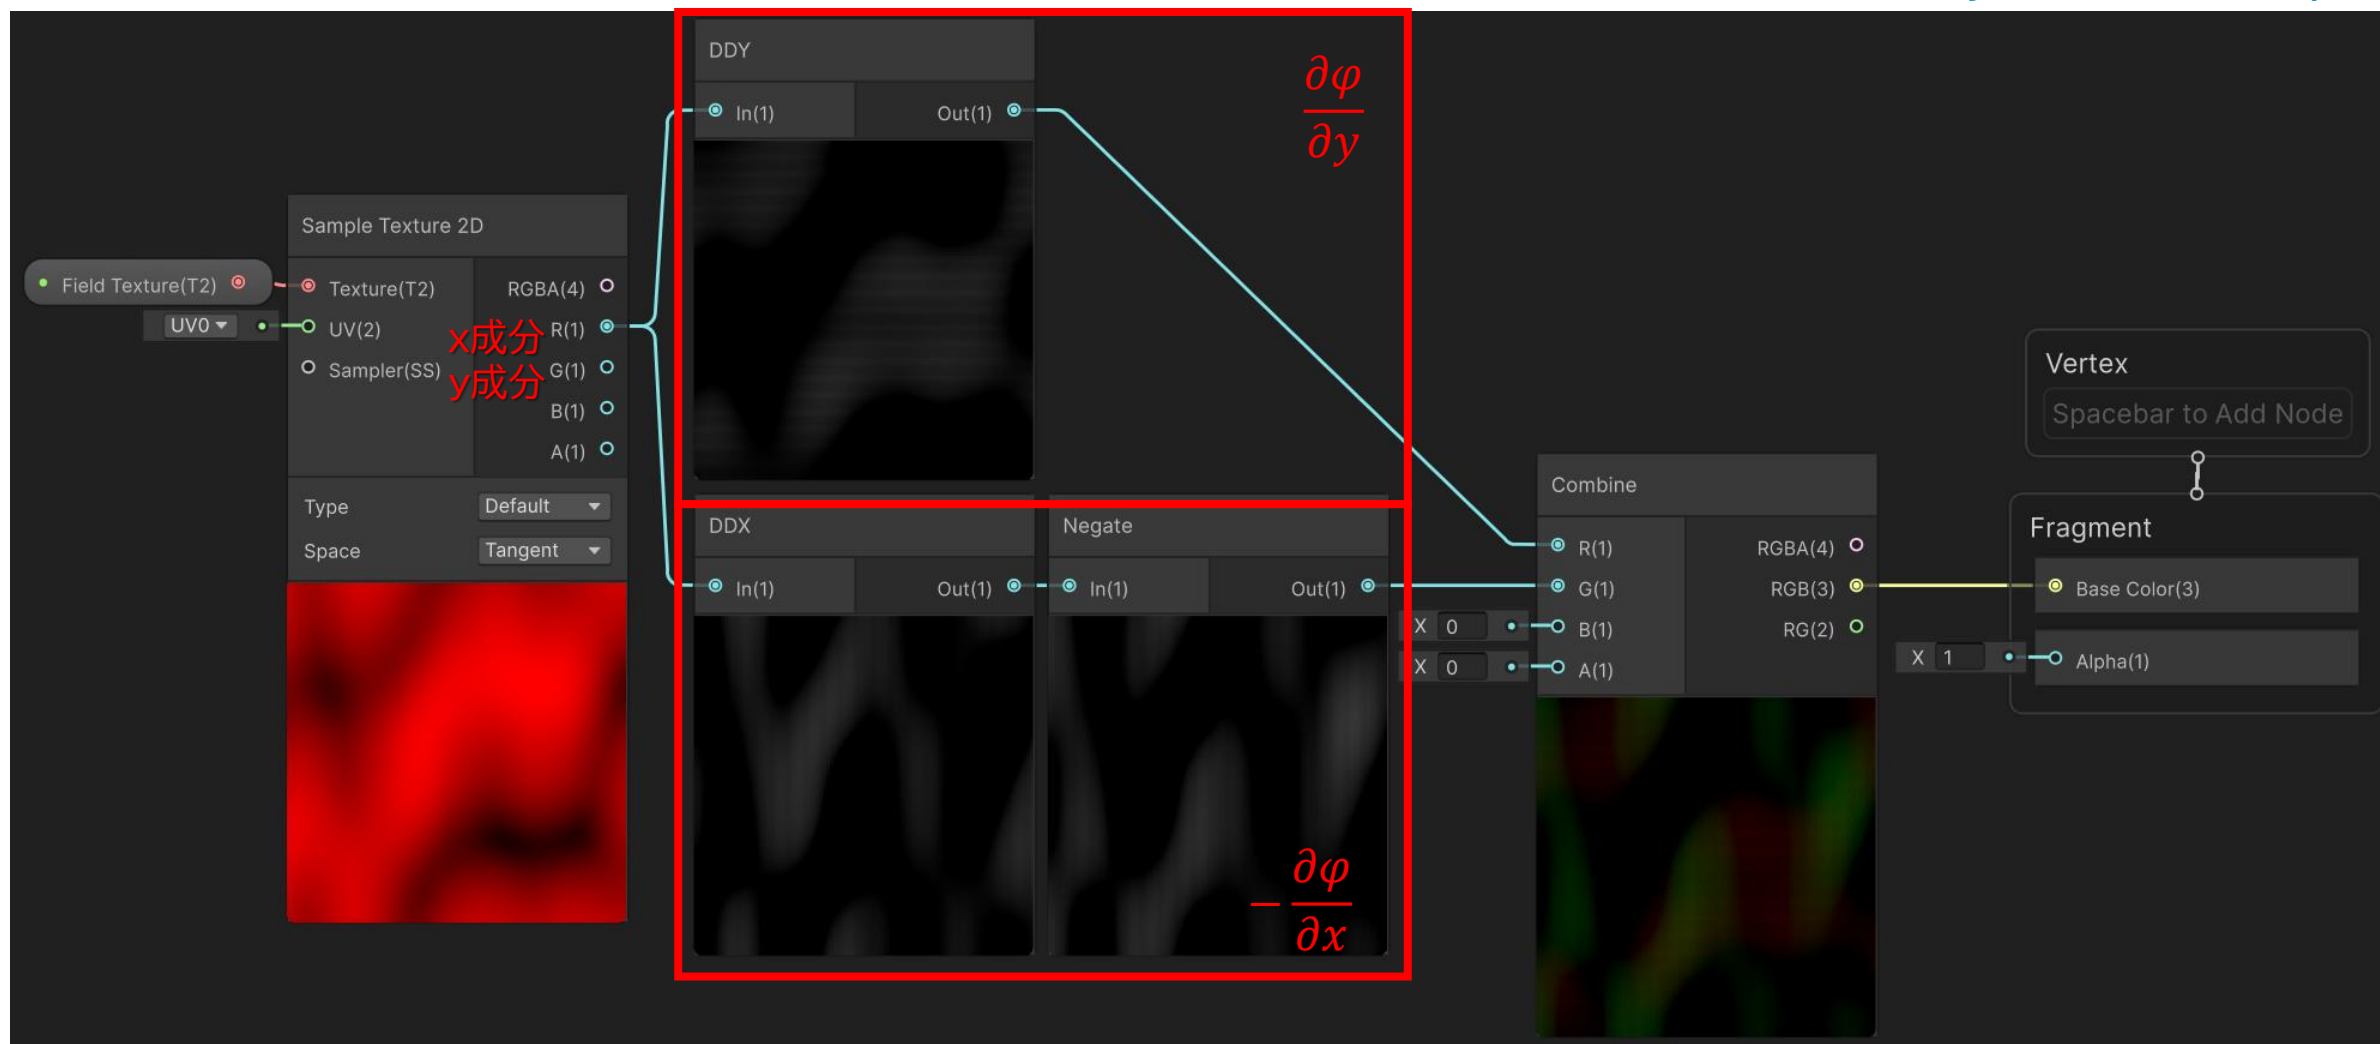 DDY
In(1)
Out(1)
∂φ
∂y
Sample Texture 2D
Field Texture(T2)
Texture(T2)
RGBA(4)
UV0
UV(2)
x成分
R(1)
Sampler(SS)
y成分
G(1)
B(1)
A(1)
Type
Default
Space
Tangent
DDX
In(1)
Out(1)
Negate
In(1)
Out(1)
− ∂φ
∂x
Combine
R(1)
RGBA(4)
G(1)
RGB(3)
X 0
B(1)
RG(2)
X 0
A(1)
Vertex
Spacebar to Add Node
Fragment
Base Color(3)
X 1
Alpha(1)